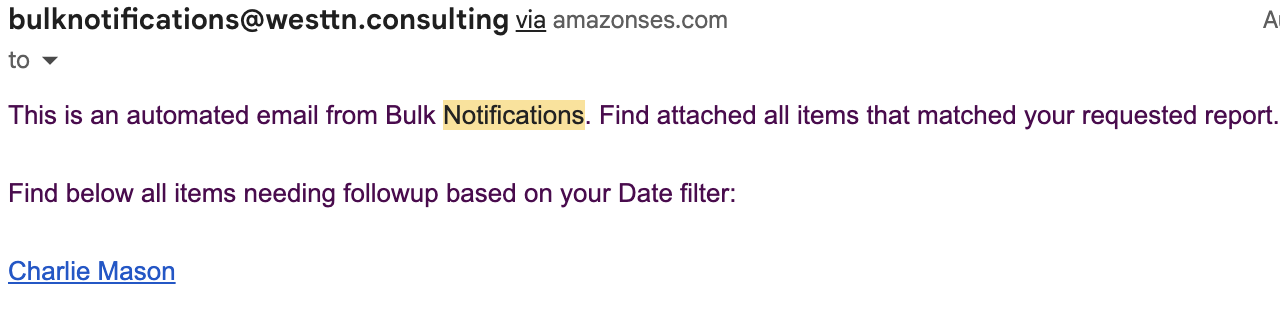 bulknotifications@westtn.consulting via amazonses.com
to
This is an automated email from Bulk Notifications. Find attached all items that matched your requested report.
Find below all items needing followup based on your Date filter:
Charlie Mason